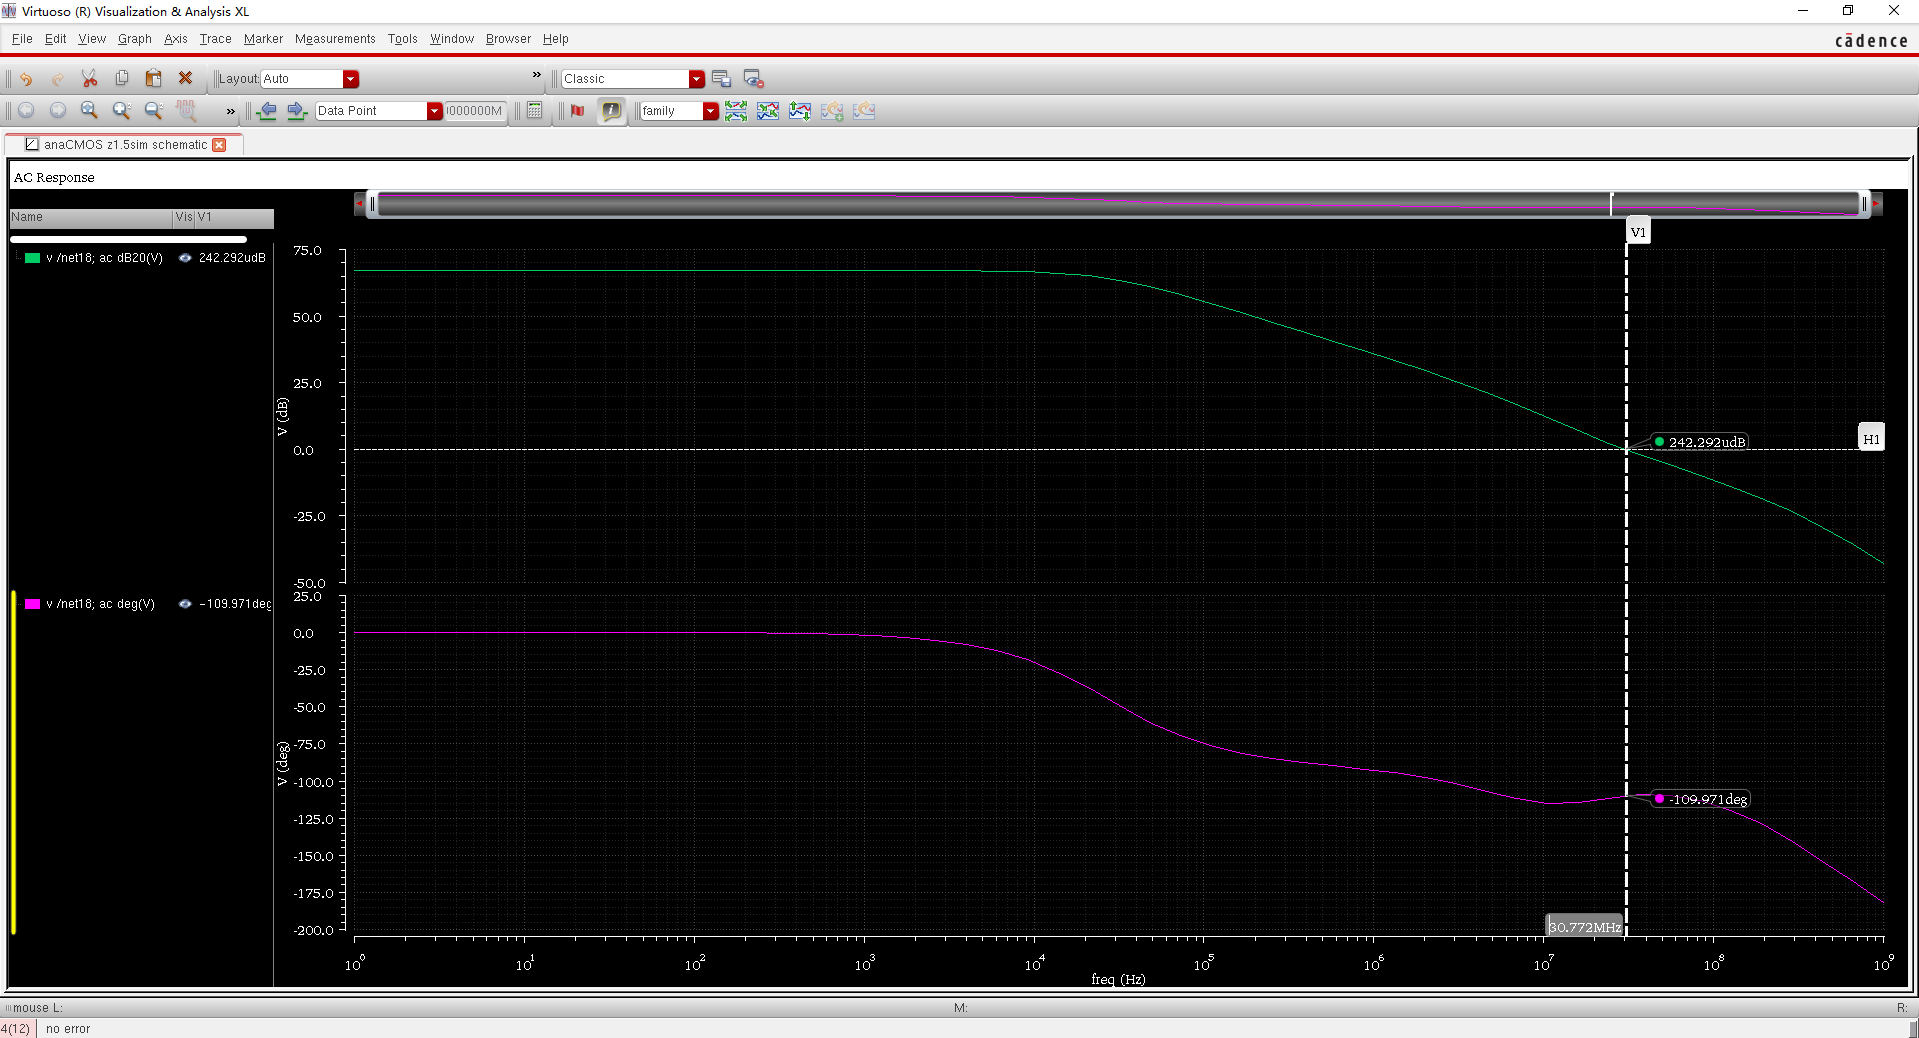 Virtuoso (R) Visualization & Analysis XL
File Edit View Graph Axis Trace Marker Measurements Tools Window Browser Help
cādence
Layout: Auto » Classic
» Data Point 000000M family
anaCMOS z1.5sim schematic
AC Response
Name Vis V1
V1
v /net18; ac dB20(V) 242.292udB
75.0
50.0
25.0
V (dB)
0.0
-25.0
-50.0
242.292udB
H1
v /net18; ac deg(V) -109.971deg
25.0
0.0
-25.0
-50.0
-75.0
V (deg)
-100.0
-125.0
-150.0
-175.0
-200.0
-109.971deg
30.772MHz
10^0 10^1 10^2 10^3 10^4 10^5 10^6 10^7 10^8 10^9
freq (Hz)
mouse L: M: R:
4(12) no error